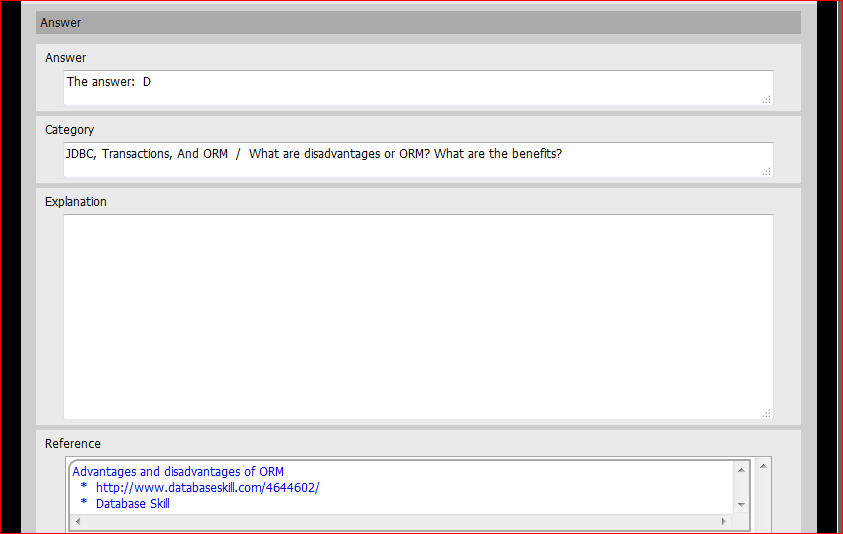 Answer
Answer
The answer:  D
Category
JDBC, Transactions, And ORM  /  What are disadvantages or ORM? What are the benefits?
Explanation
Reference
Advantages and disadvantages of ORM
*  http://www.databaseskill.com/4644602/
*  Database Skill